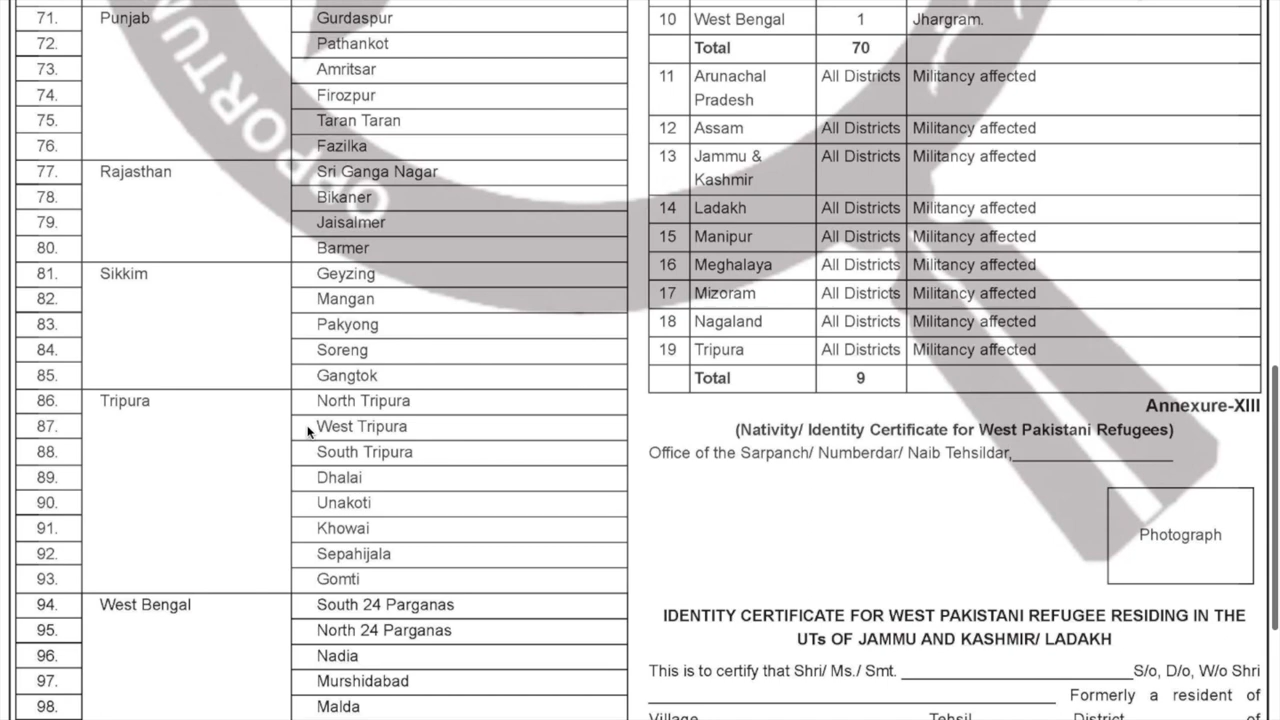 71. Punjab Gurdaspur
72. Pathankot
73. Amritsar
74. Firozpur
75. Taran Taran
76. Fazilka
77. Rajasthan Sri Ganga Nagar
78. Bikaner
79. Jaisalmer
80. Barmer
81. Sikkim Geyzing
82. Mangan
83. Pakyong
84. Soreng
85. Gangtok
86. Tripura North Tripura
87. West Tripura
88. South Tripura
89. Dhalai
90. Unakoti
91. Khowai
92. Sepahijala
93. Gomti
94. West Bengal South 24 Parganas
95. North 24 Parganas
96. Nadia
97. Murshidabad
98. Malda
10 West Bengal 1 Jhargram.
Total 70
11 Arunachal All Districts Militancy affected
Pradesh
12 Assam All Districts Militancy affected
13 Jammu & All Districts Militancy affected
Kashmir
14 Ladakh All Districts Militancy affected
15 Manipur All Districts Militancy affected
16 Meghalaya All Districts Militancy affected
17 Mizoram All Districts Militancy affected
18 Nagaland All Districts Militancy affected
19 Tripura All Districts Militancy affected
Total 9
Annexure-XIII
(Nativity/ Identity Certificate for West Pakistani Refugees)
Office of the Sarpanch/ Numberdar/ Naib Tehsildar,
Photograph
IDENTITY CERTIFICATE FOR WEST PAKISTANI REFUGEE RESIDING IN THE
UTs OF JAMMU AND KASHMIR/ LADAKH
This is to certify that Shri/ Ms./ Smt. S/o, D/o, W/o Shri
Formerly a resident of
Village Tehsil District of